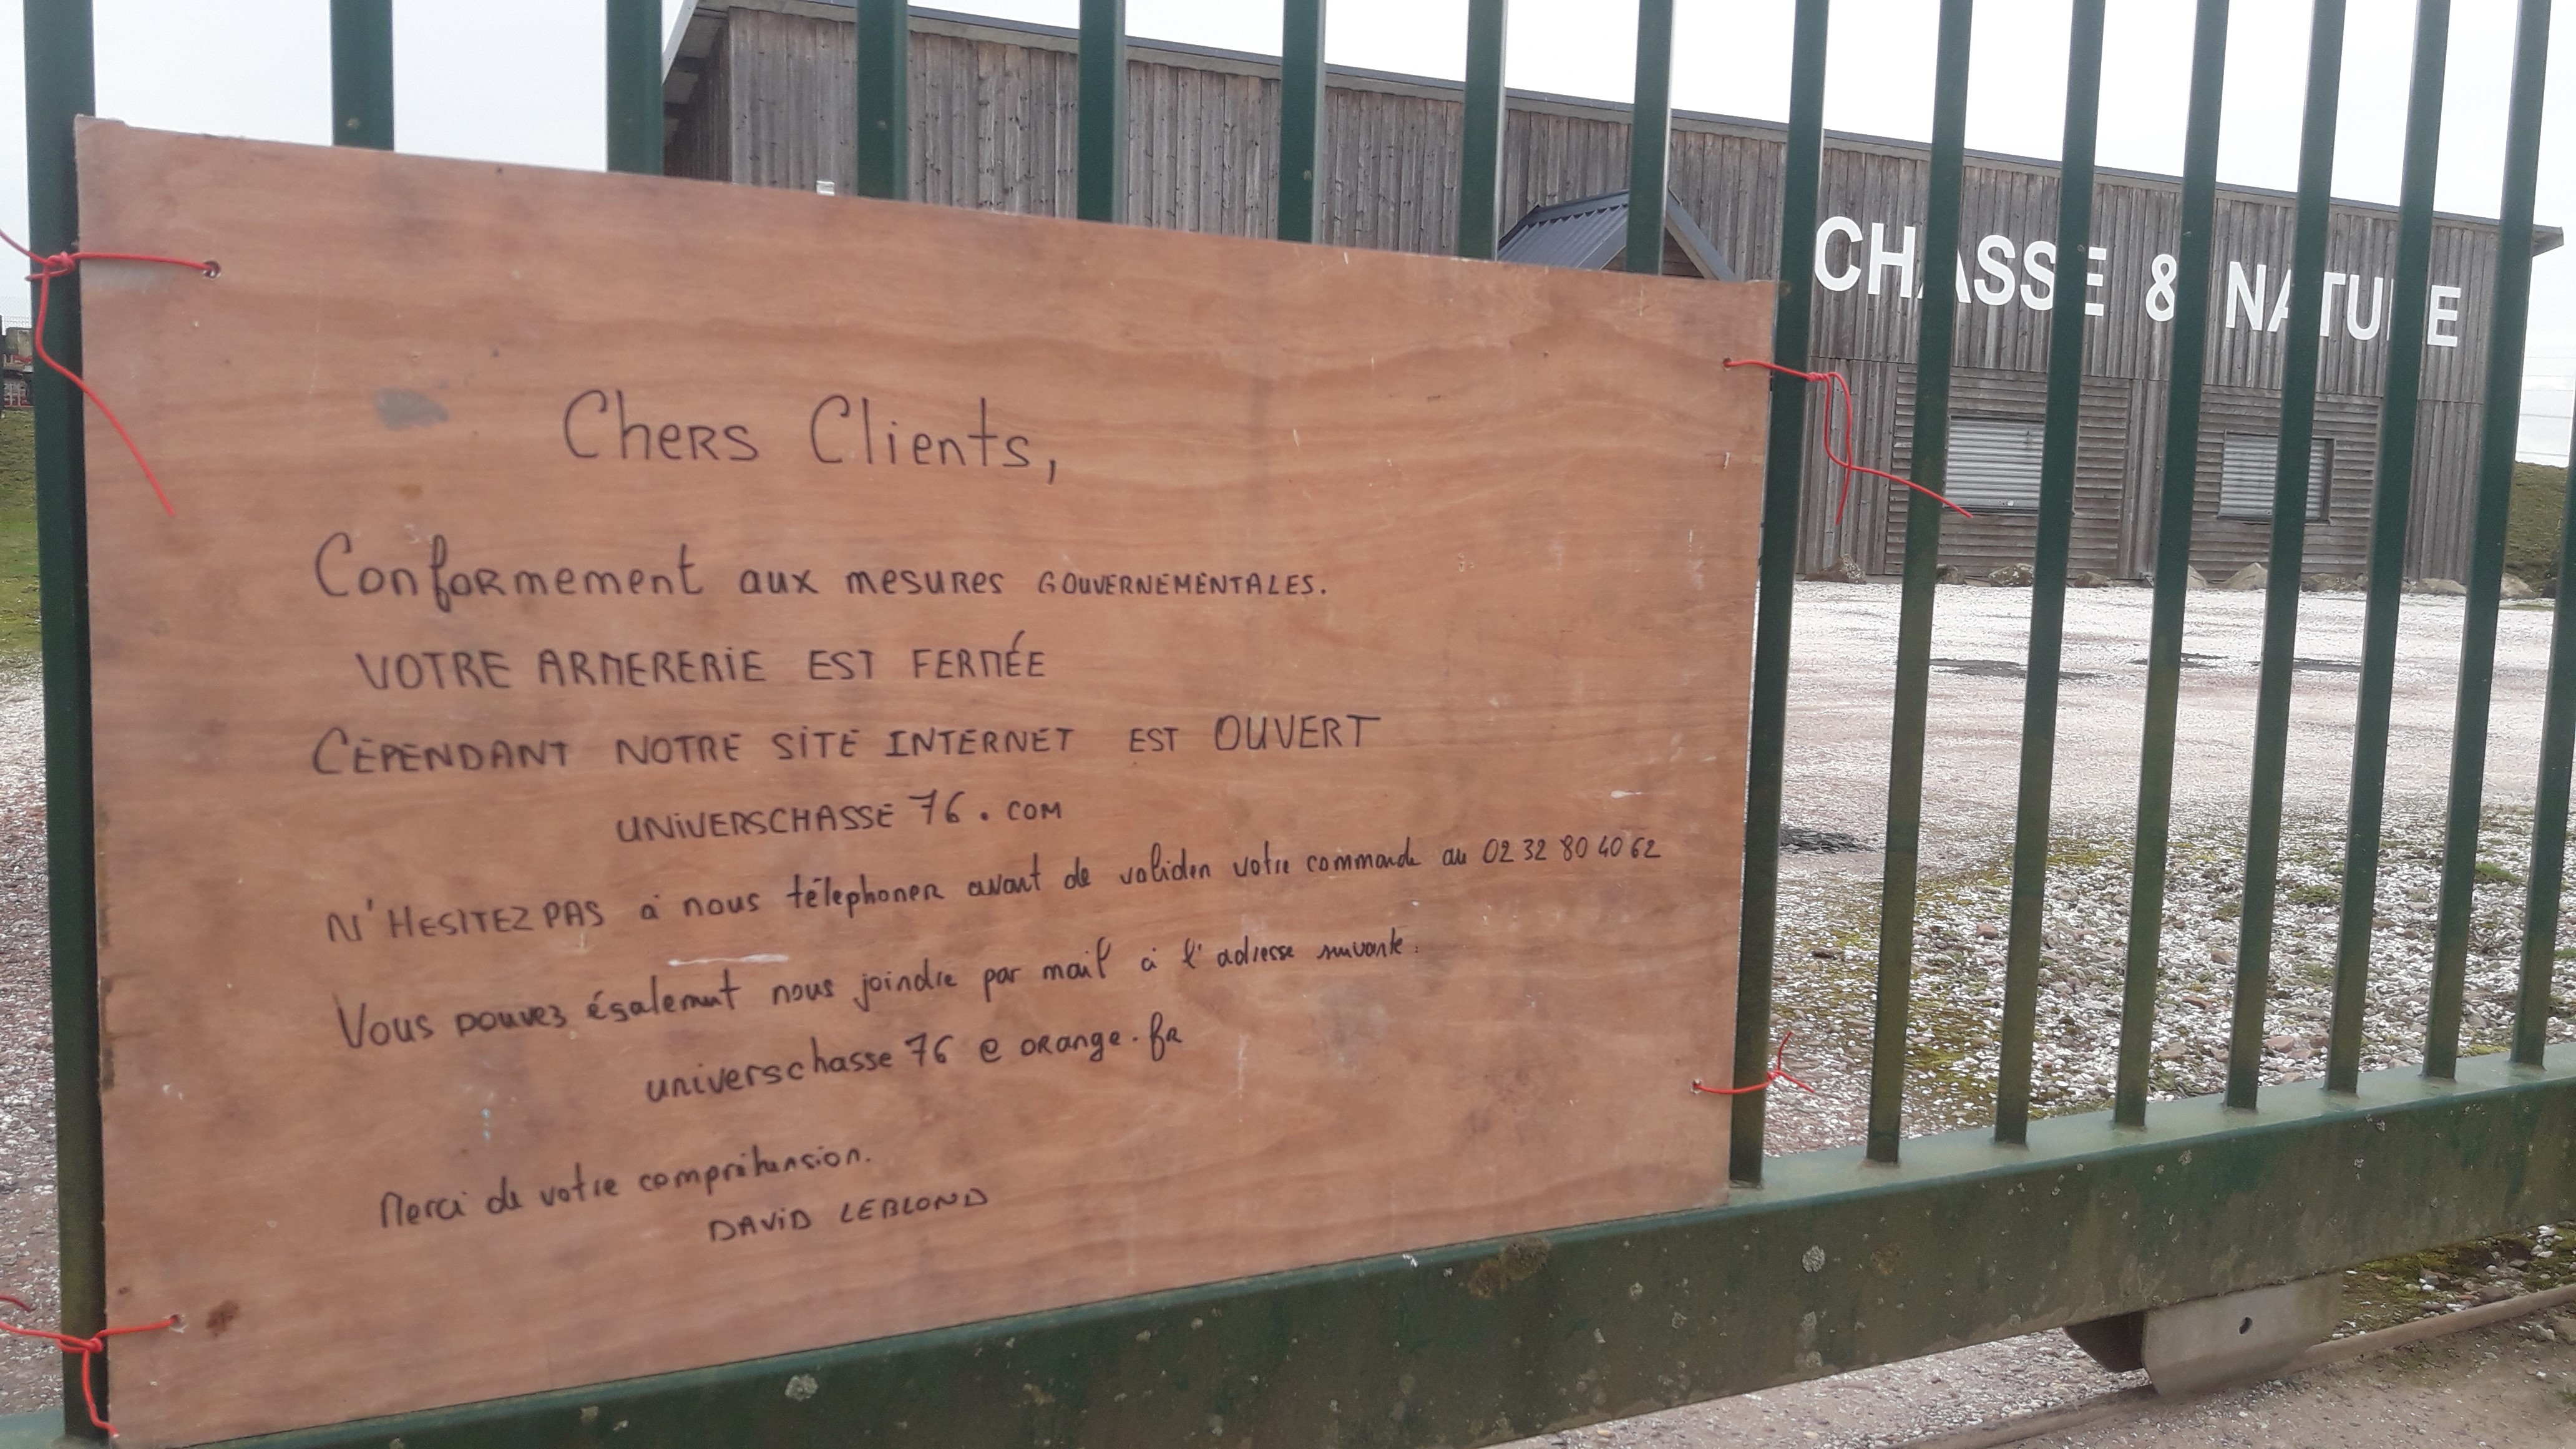 CHASSE & NATURE
Chers Clients,
Conformement aux mesures GOUVERNEMENTALES.
VOTRE ARMERERIE EST FERMÉE
CEPENDANT NOTRE SITE INTERNET EST OUVERT
UNIVERSCHASSE 76. COM
N'HESITEZ PAS à nous téléphoner avant de valider votre commande au 02 32 80 40 62
Vous pouvez également nous joindre par mail à l'adresse suivante:
universchasse 76 @ orange.fr
Merci de votre compréhension.
DAVID LEBLOND